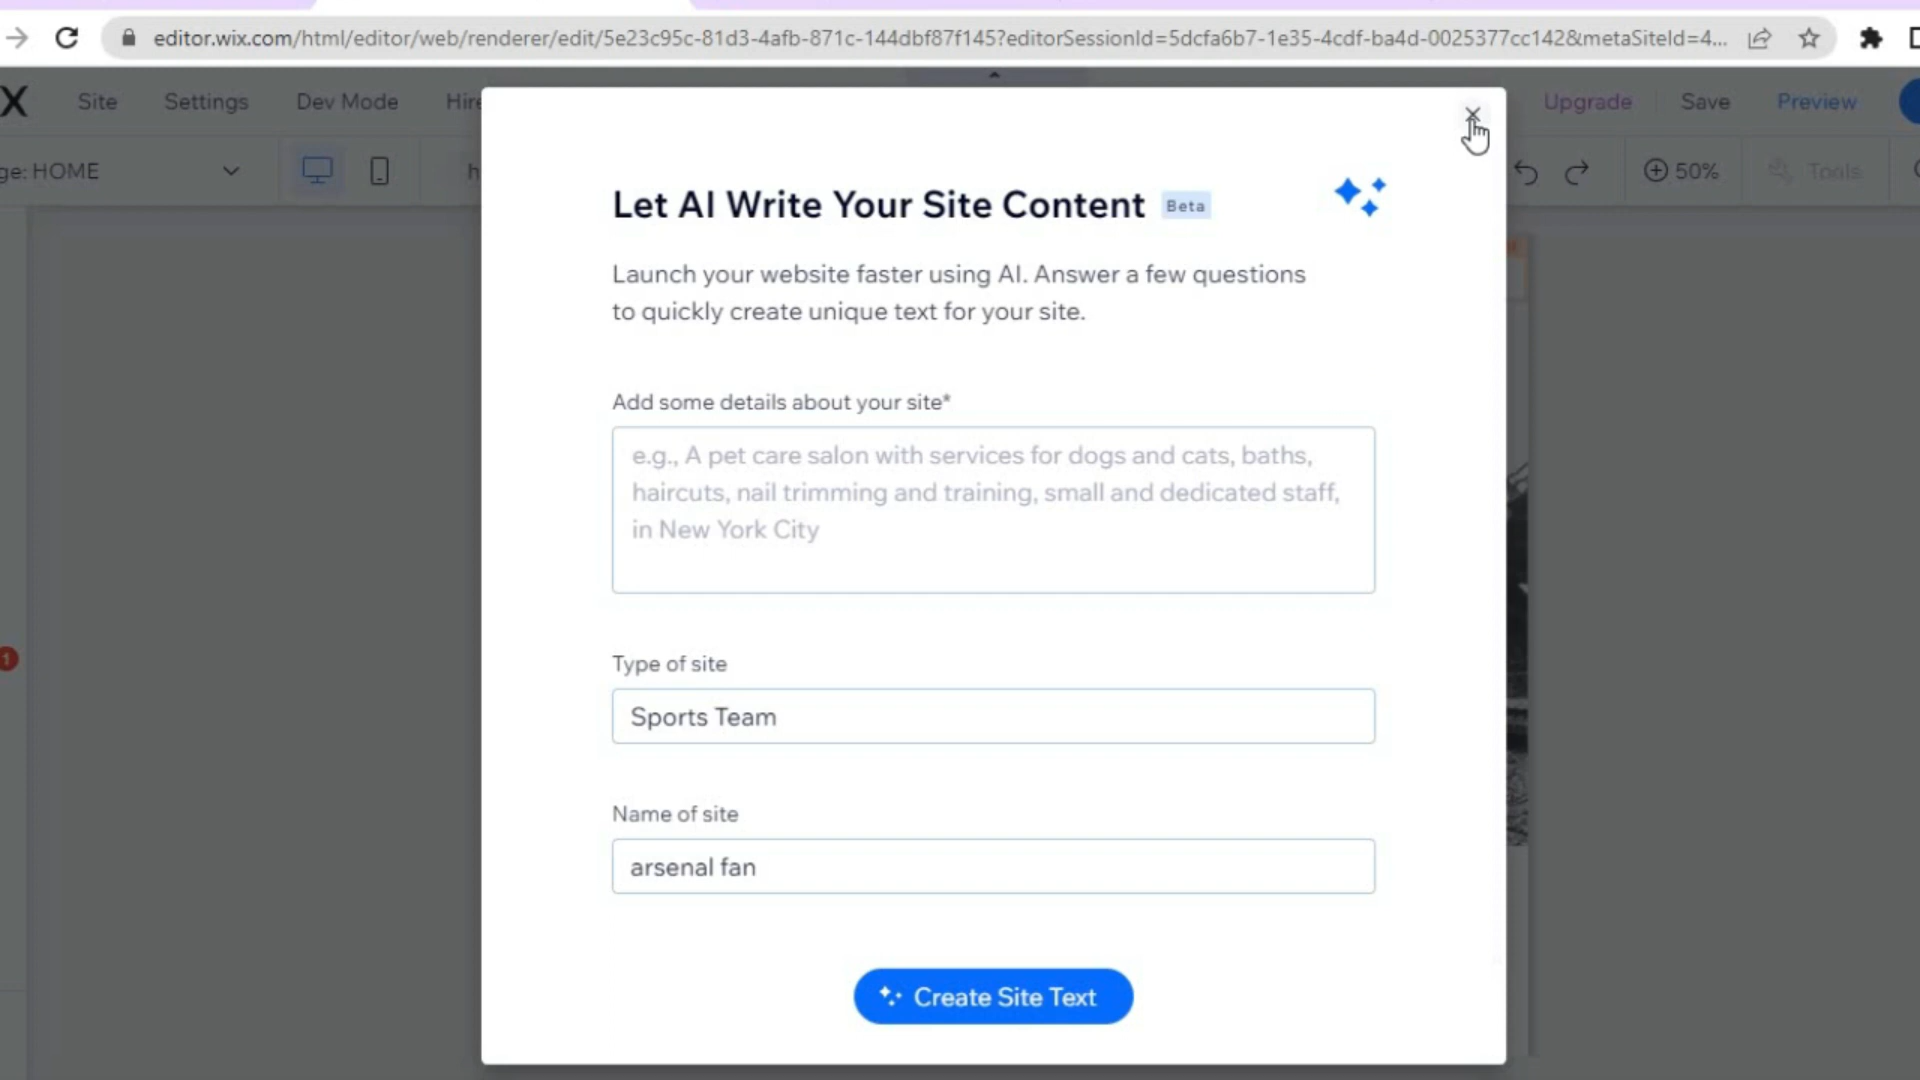 editor.wix.com/html/editor/web/renderer/edit/5e23c95c-81d3-4afb-871c-144dbf87f145?editorSessionId=5dcfa6b7-1e35-4cdf-ba4d-0025377cc142&metaSiteId=4...
X Site Settings Dev Mode Hire Upgrade Save Preview
ge: HOME h 50% Tools
Let AI Write Your Site Content Beta
Launch your website faster using AI. Answer a few questions
to quickly create unique text for your site.
Add some details about your site*
e.g., A pet care salon with services for dogs and cats, baths,
haircuts, nail trimming and training, small and dedicated staff,
in New York City
1
Type of site
Sports Team
Name of site
arsenal fan
Create Site Text